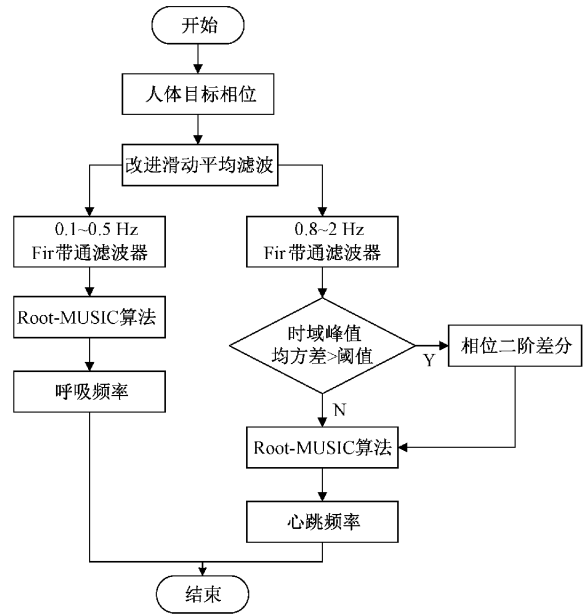 开始
人体目标相位
改进滑动平均滤波
0.1~0.5 Hz
Fir带通滤波器
0.8~2 Hz
Fir带通滤波器
Root-MUSIC算法
时域峰值
均方差>阈值
Y
相位二阶差分
呼吸频率
N
Root-MUSIC算法
心跳频率
结束